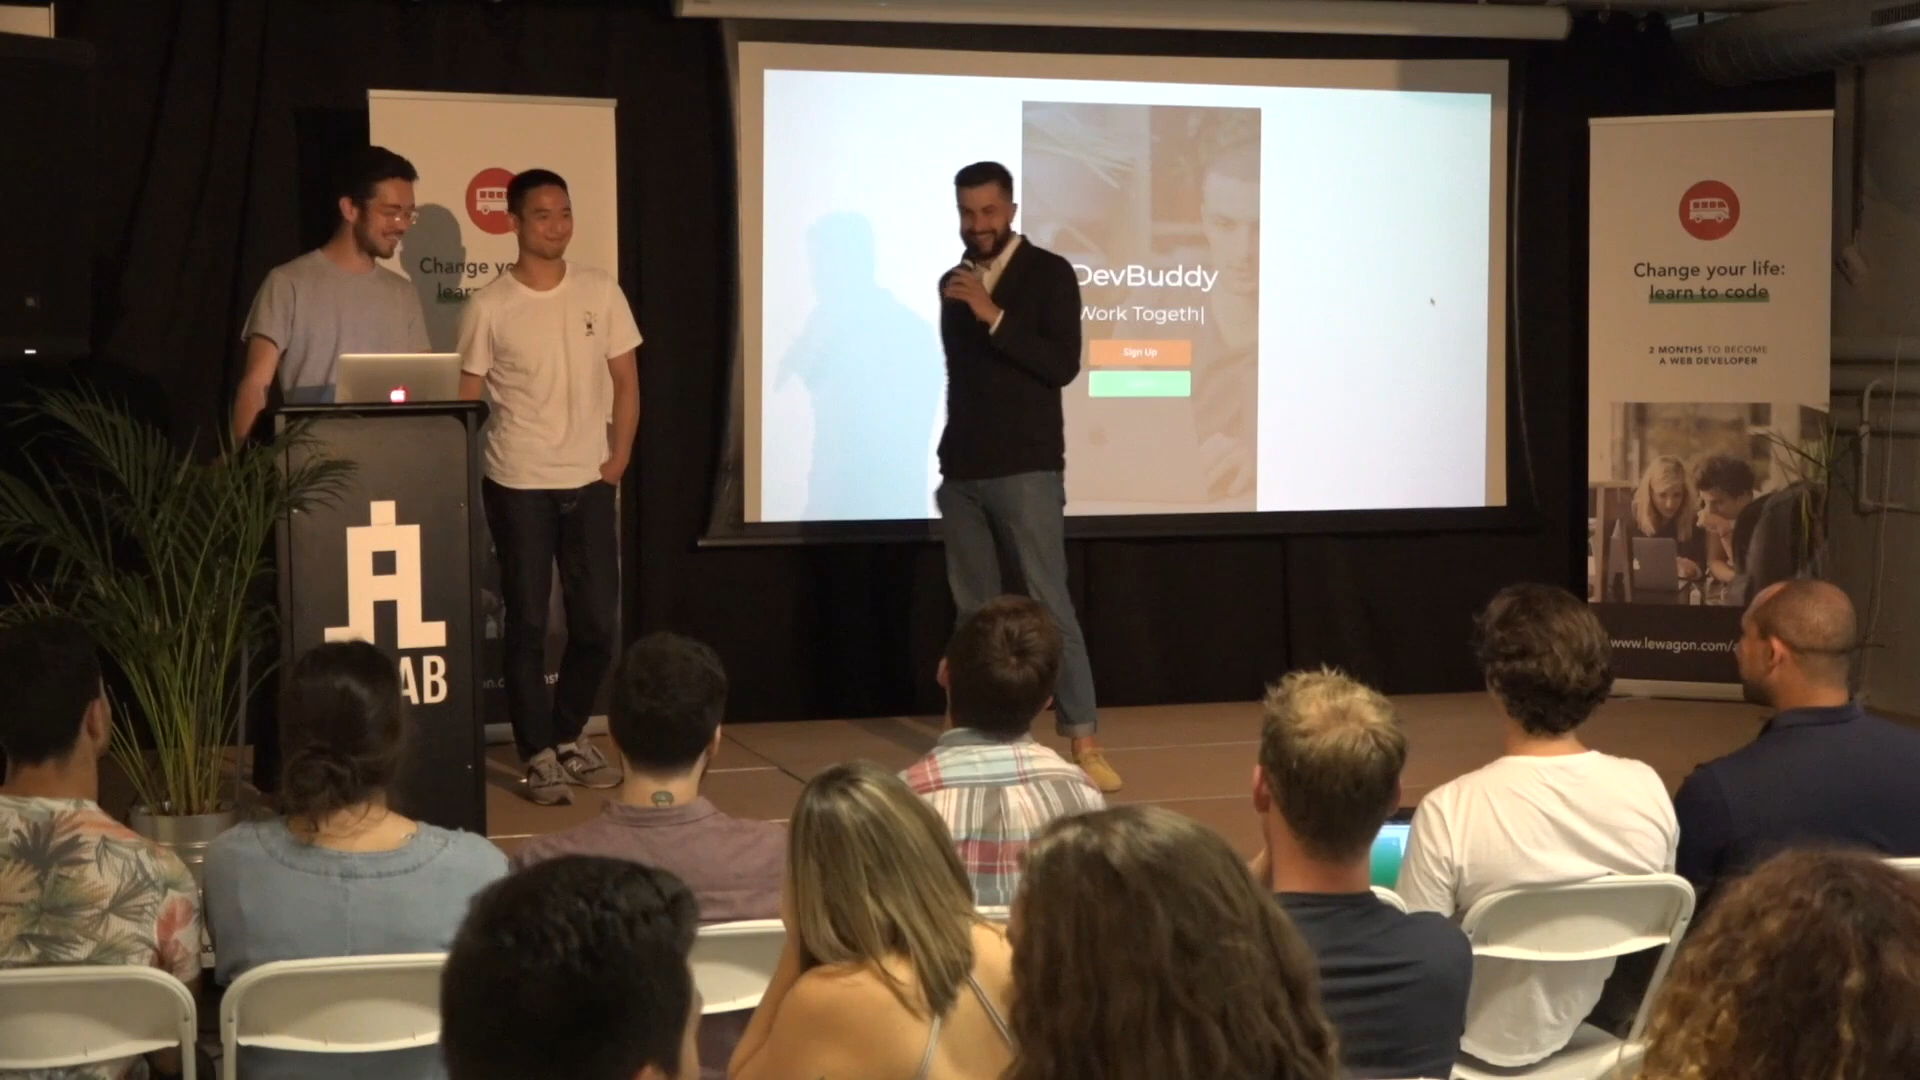 Change yo
lear
DevBuddy
Work Togeth|
Sign Up
AB
Change your life:
learn to code
2 MONTHS TO BECOME
A WEB DEVELOPER
www.lewagon.com/